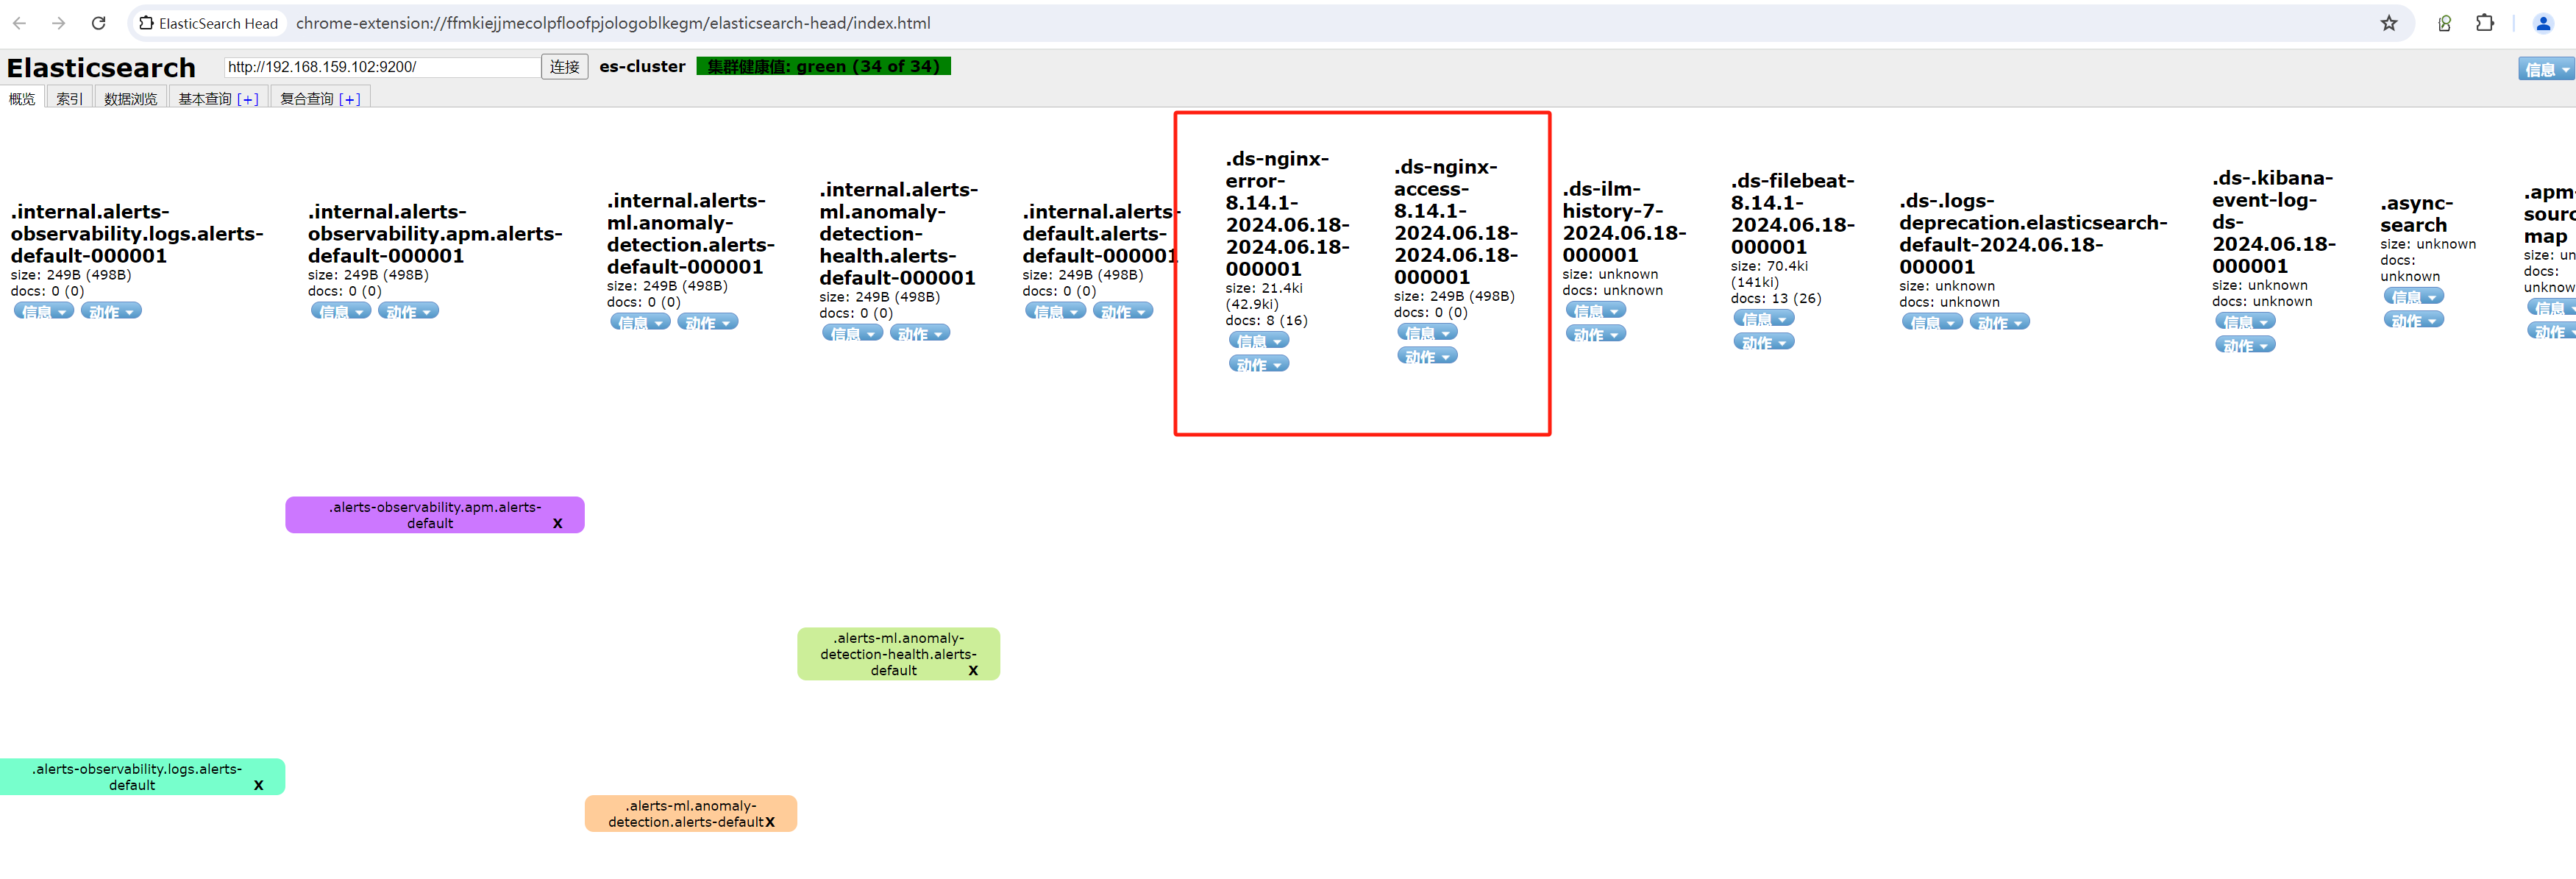 ElasticSearch Head
chrome-extension://ffmkiejjmecolpfloofpjologoblkegm/elasticsearch-head/index.html
Elasticsearch
http://192.168.159.102:9200/
连接
es-cluster
集群健康值: green (34 of 34)
信息
概览
索引
数据浏览
基本查询 [+]
复合查询 [+]
.internal.alerts-
observability.logs.alerts-
default-000001
size: 249B (498B)
docs: 0 (0)
信息
动作
.internal.alerts-
observability.apm.alerts-
default-000001
size: 249B (498B)
docs: 0 (0)
信息
动作
.internal.alerts-
ml.anomaly-
detection.alerts-
default-000001
size: 249B (498B)
docs: 0 (0)
信息
动作
.internal.alerts-
ml.anomaly-
detection-
health.alerts-
default-000001
size: 249B (498B)
docs: 0 (0)
信息
动作
.internal.alerts-
default.alerts-
default-000001
size: 249B (498B)
docs: 0 (0)
信息
动作
.ds-nginx-
error-
8.14.1-
2024.06.18-
2024.06.18-
000001
size: 21.4ki
(42.9ki)
docs: 8 (16)
信息
动作
.ds-nginx-
access-
8.14.1-
2024.06.18-
2024.06.18-
000001
size: 249B (498B)
docs: 0 (0)
信息
动作
.ds-ilm-
history-7-
2024.06.18-
000001
size: unknown
docs: unknown
信息
动作
.ds-filebeat-
8.14.1-
2024.06.18-
000001
size: 70.4ki
(141ki)
docs: 13 (26)
信息
动作
.ds-.logs-
deprecation.elasticsearch-
default-2024.06.18-
000001
size: unknown
docs: unknown
信息
动作
.ds-.kibana-
event-log-
ds-
2024.06.18-
000001
size: unknown
docs: unknown
信息
动作
.async-
search
size: unknown
docs:
unknown
信息
动作
.apm-
sourc
map
size: un
docs:
unknow
信息
动作
.alerts-observability.apm.alerts-
default X
.alerts-ml.anomaly-
detection-health.alerts-
default X
.alerts-observability.logs.alerts-
default X
.alerts-ml.anomaly-
detection.alerts-default X